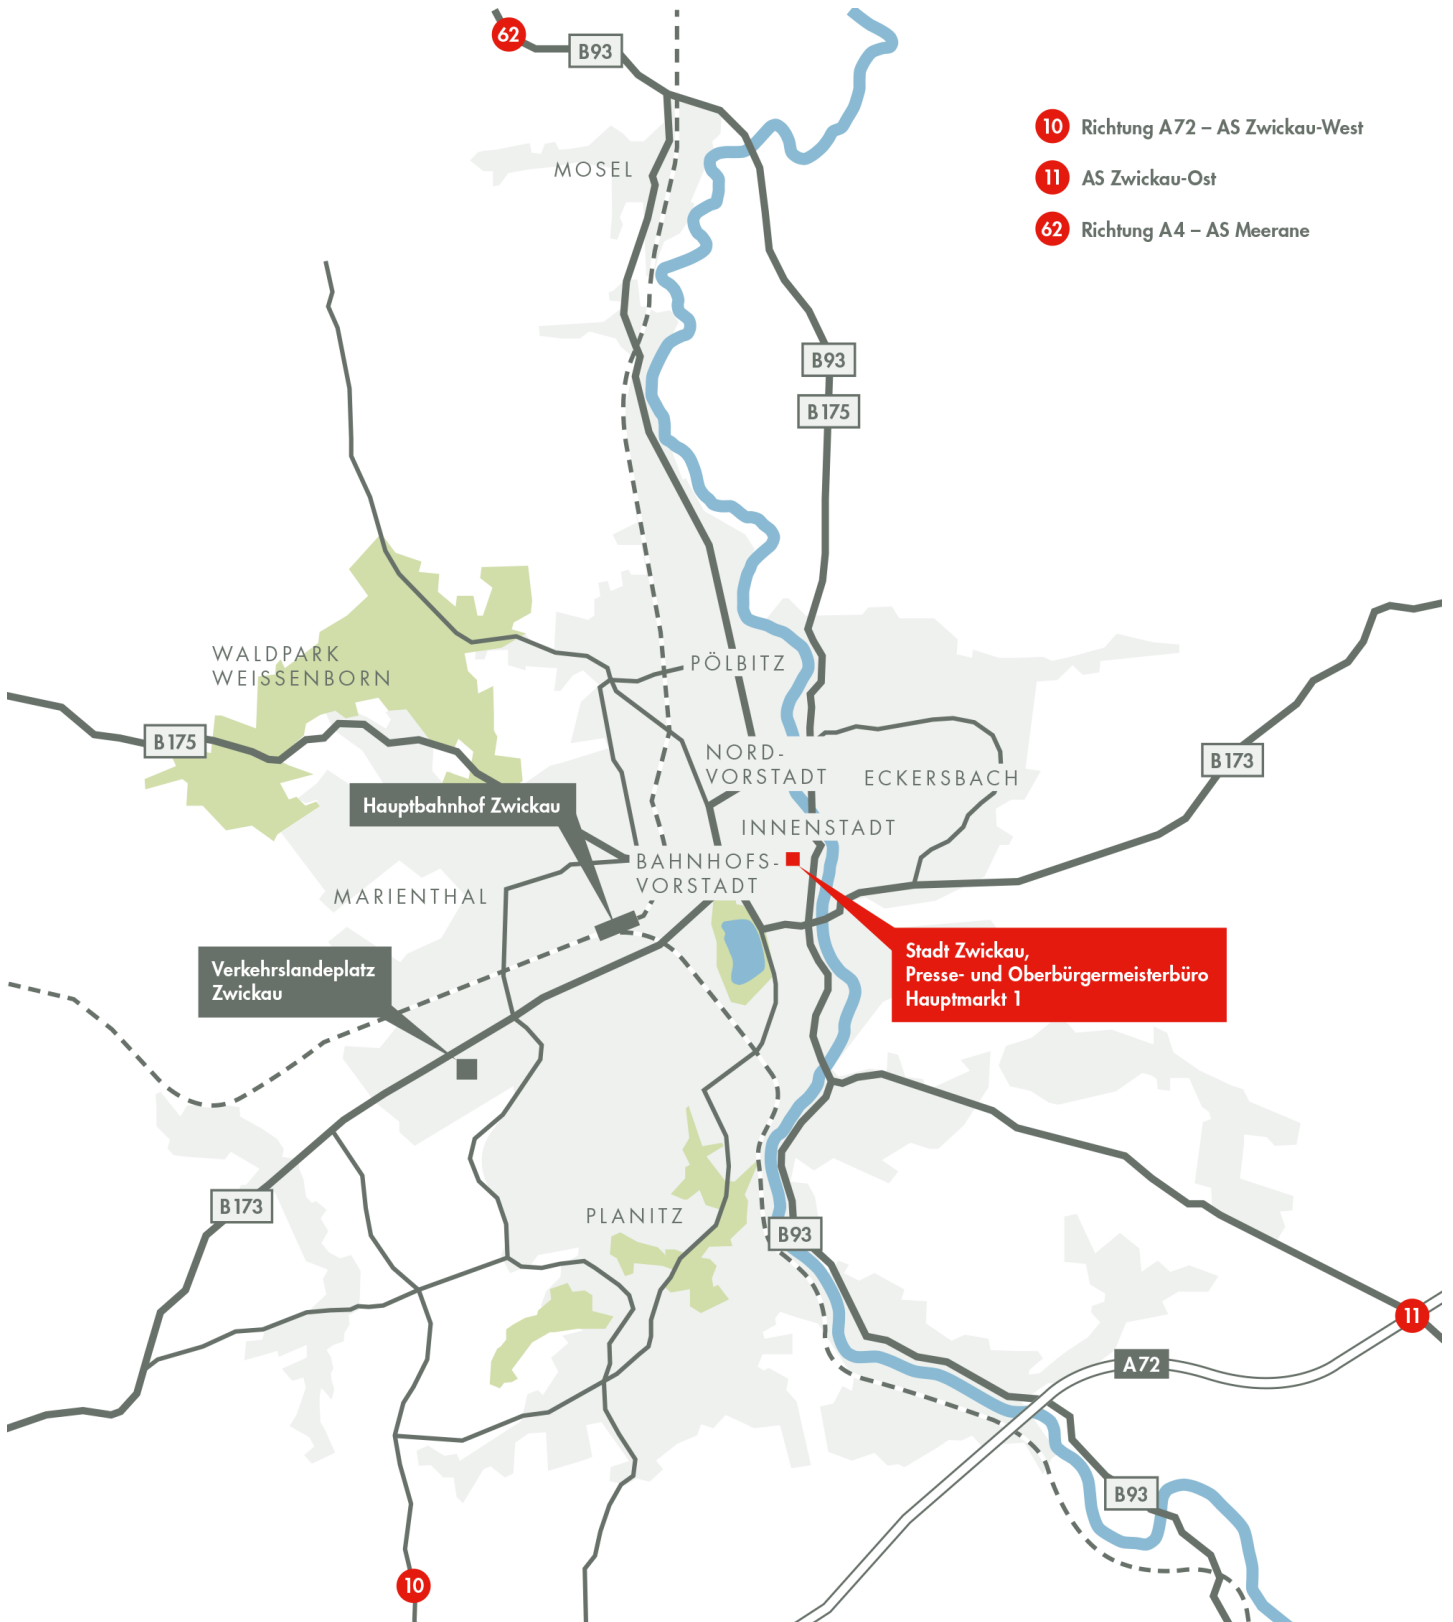 62
B93
10 Richtung A72 – AS Zwickau-West
11 AS Zwickau-Ost
62 Richtung A4 – AS Meerane
MOSEL
B93
B175
WALDPARK
WEISSENBORN
PÖLBITZ
B175
NORD-
VORSTADT
ECKERSBACH
B173
Hauptbahnhof Zwickau
INNENSTADT
BAHNHOFS-
VORSTADT
MARIENTHAL
Stadt Zwickau,
Presse- und Oberbürgermeisterbüro
Hauptmarkt 1
Verkehrslandeplatz
Zwickau
B173
PLANITZ
B93
11
A72
B93
10